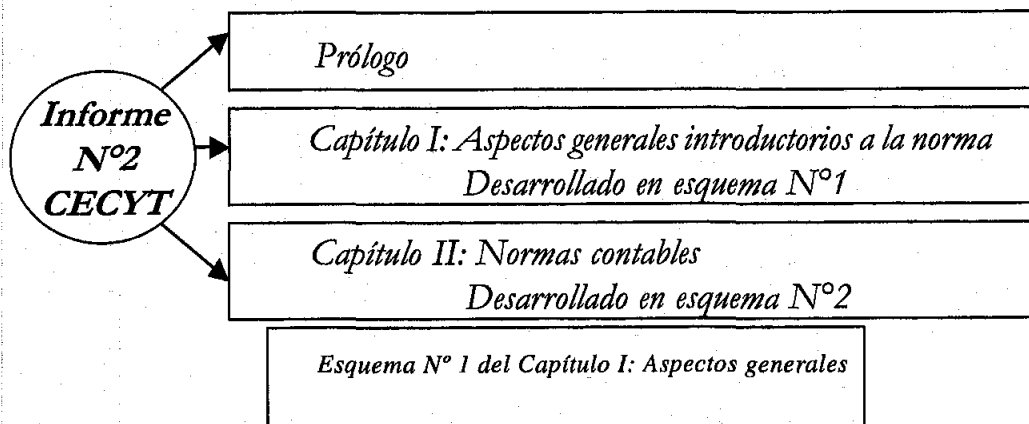 Informe
N°2
CECYT
Prólogo
Capítulo I: Aspectos generales introductorios a la norma
Desarrollado en esquema N°1
Capítulo II: Normas contables
Desarrollado en esquema N°2
Esquema N° 1 del Capítulo I: Aspectos generales